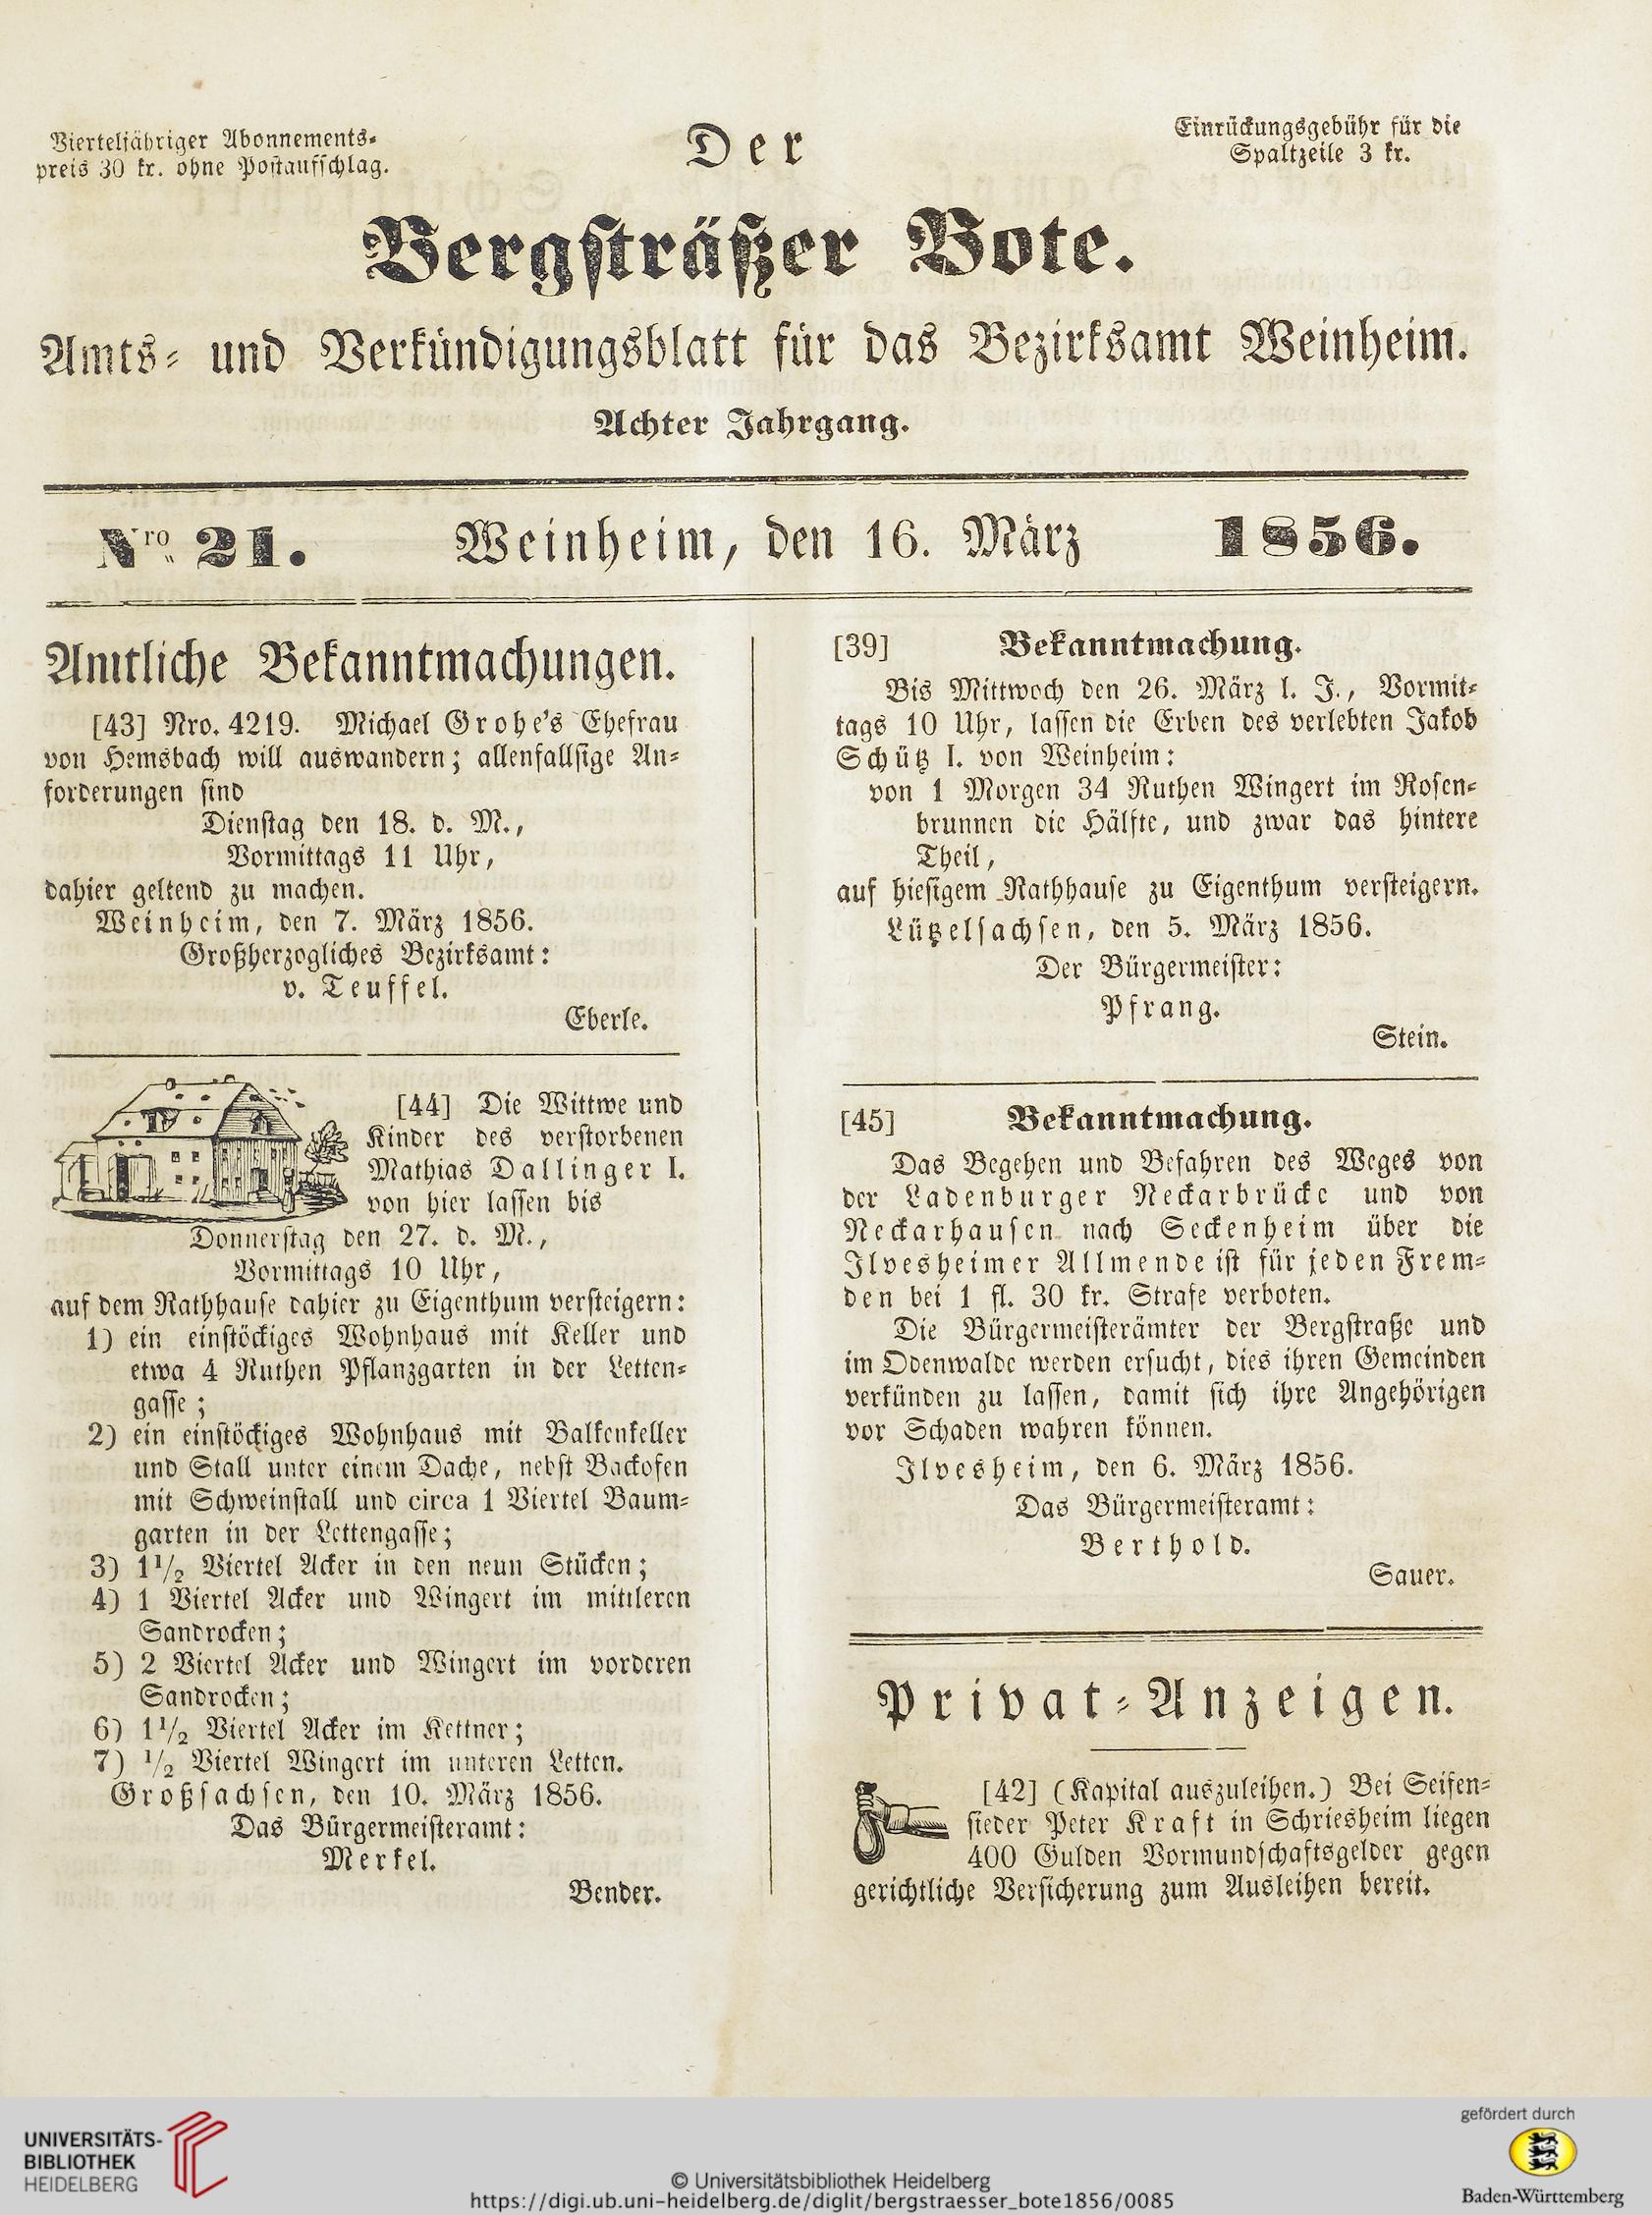 Vierteljähriger Abonnements-
preis 30 kr. ohne Postaufschlag.
Der
Einrückungsgebühr für die
Spaltzeile 3 kr.
Bergsträßer Bote.
Amts- und Verkündigungsblatt für das Bezirksamt Weinheim.
Achter Jahrgang.
Nro. 21. Weinheim, den 16. März 1856.
Amtliche Bekanntmachungen.
[43] Nro. 4219. Michael Grohe's Ehefrau
von Hemsbach will auswandern; allenfallsige An-
forderungen sind
Dienstag den 18. d. M.,
Vormittags 11 Uhr,
dahier geltend zu machen.
Weinheim, den 7. März 1856.
Großherzogliches Bezirksamt:
v. Teuffel.
Eberle.
[44] Die Wittwe und
Kinder des verstorbenen
Mathias Dallinger I.
von hier lassen bis
Donnerstag den 27. d. M.,
Vormittags 10 Uhr,
auf dem Rathhause dahier zu Eigenthum versteigern:
1) ein einstöckiges Wohnhaus mit Keller und
etwa 4 Ruthen Pflanzgarten in der Letten-
gasse;
2) ein einstöckiges Wohnhaus mit Balkenkeller
und Stall unter einem Dache, nebst Backofen
mit Schweinstall und circa 1 Viertel Baum-
garten in der Lettengasse;
3) 1½ Viertel Acker in den neun Stücken;
4) 1 Viertel Acker und Wingert im mittleren
Sandrocken;
5) 2 Viertel Acker und Wingert im vorderen
Sandrocken;
6) 1½ Viertel Acker im Kettner;
7) ½ Viertel Wingert im unteren Letten.
Großsachsen, den 10. März 1856.
Das Bürgermeisteramt:
Merkel.
Bender.
[39] Bekanntmachung.
Bis Mittwoch den 26. März l. J., Vormit-
tags 10 Uhr, lassen die Erben des verlebten Jakob
Schütz I. von Weinheim:
von 1 Morgen 34 Ruthen Wingert im Rosen-
brunnen die Hälfte, und zwar das hintere
Theil,
auf hiesigem Rathhause zu Eigenthum versteigern.
Lützelsachsen, den 5. März 1856.
Der Bürgermeister:
Pfrang.
Stein.
[45] Bekanntmachung.
Das Begehen und Befahren des Weges von
der Ladenburger Neckarbrücke und von
Neckarhausen nach Seckenheim über die
Ilvesheimer Allmende ist für jeden Frem-
den bei 1 fl. 30 kr. Strafe verboten.
Die Bürgermeisterämter der Bergstraße und
im Odenwalde werden ersucht, dies ihren Gemeinden
verkünden zu lassen, damit sich ihre Angehörigen
vor Schaden wahren können.
Ilvesheim, den 6. März 1856.
Das Bürgermeisteramt:
Berthold.
Sauer.
Privat-Anzeigen.
[42] (Kapital auszuleihen.) Bei Seifen-
sieder Peter Kraft in Schriesheim liegen
400 Gulden Vormundschaftsgelder gegen
gerichtliche Versicherung zum Ausleihen bereit.
UNIVERSITÄTS-
BIBLIOTHEK
HEIDELBERG
© Universitätsbibliothek Heidelberg
https://digi.ub.uni-heidelberg.de/diglit/bergstraesser_bote1856/0085
gefördert durch
Baden-Württemberg